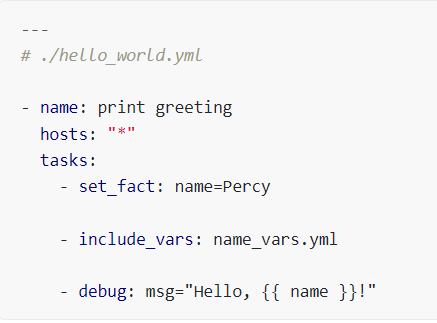 ---
# ./hello_world.yml
- name: print greeting
  hosts: "*"
  tasks:
    - set_fact: name=Percy
    - include_vars: name_vars.yml
    - debug: msg="Hello, {{ name }}!"